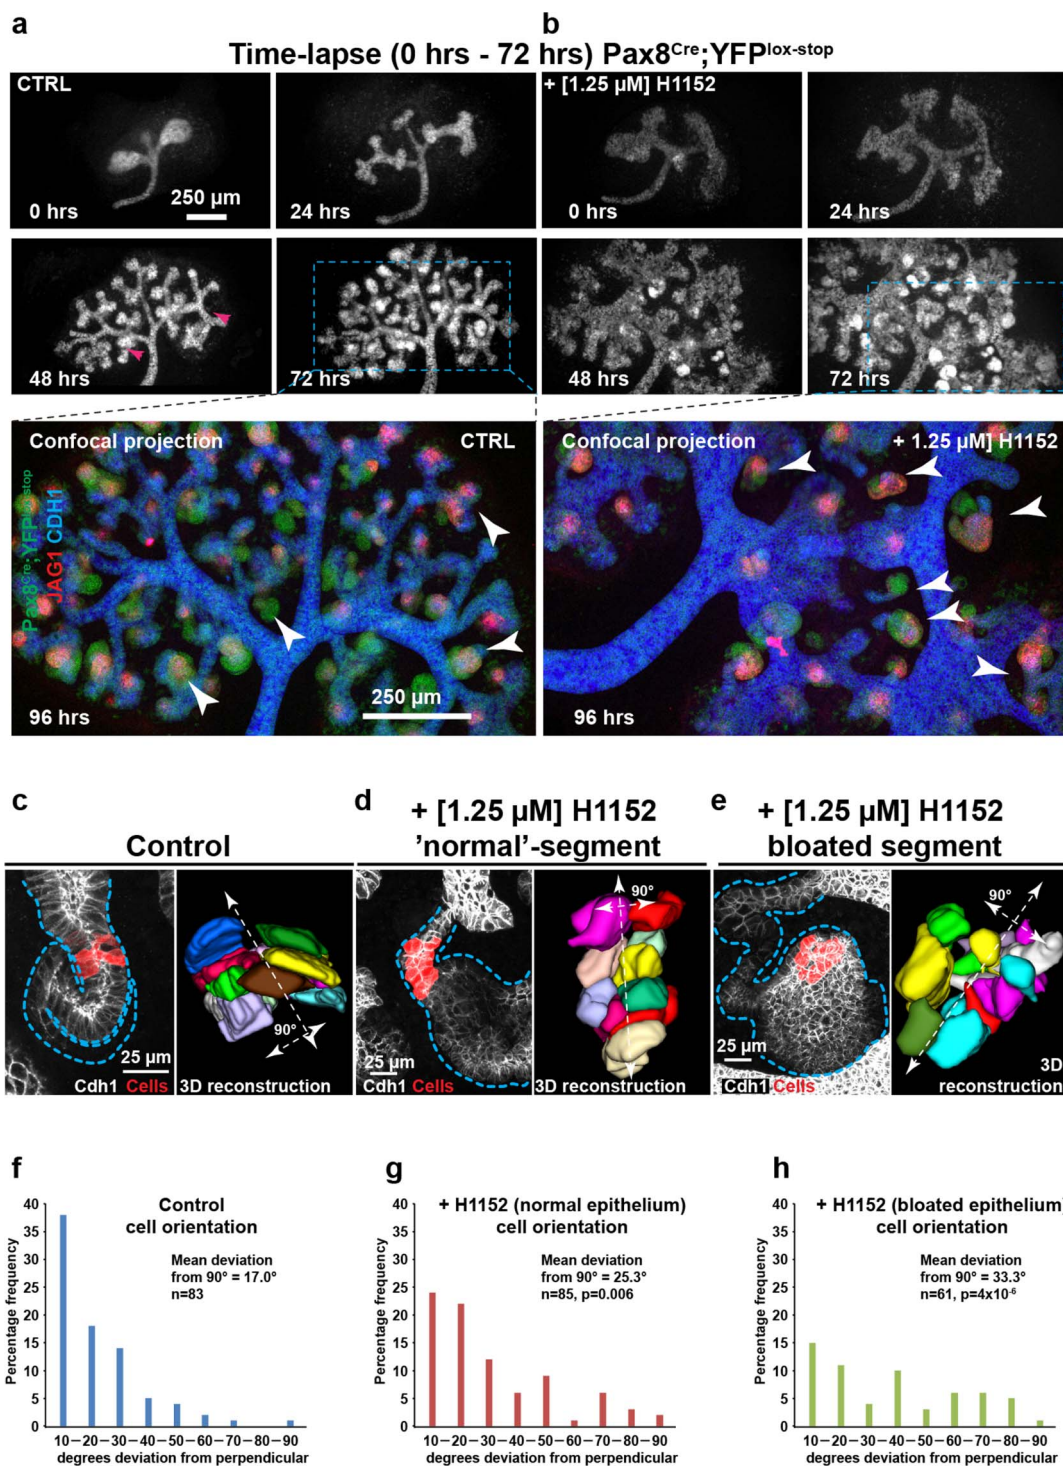 a
b
Time-lapse (0 hrs - 72 hrs) Pax8Cre;YFPlox-stop
CTRL
0 hrs
250 µm
24 hrs
+ [1.25 µM] H1152
0 hrs
24 hrs
48 hrs
72 hrs
48 hrs
72 hrs
Confocal projection
CTRL
Pax8Cre;YFPlox-stop
JAG1 CDH1
96 hrs
250 µm
Confocal projection
+ 1.25 µM] H1152
96 hrs
c
Control
d
+ [1.25 µM] H1152
’normal’-segment
e
+ [1.25 µM] H1152
bloated segment
25 µm
Cdh1 Cells
90°
3D reconstruction
25 µm
Cdh1 Cells
90°
3D reconstruction
25 µm
Cdh1 Cells
90°
3D
reconstruction
f
Control
cell orientation
Mean deviation
from 90° = 17.0°
n=83
Percentage frequency
40
35
30
25
20
15
10
5
0
10–20–30–40–50–60–70–80–90
degrees deviation from perpendicular
g
+ H1152 (normal epithelium)
cell orientation
Mean deviation
from 90° = 25.3°
n=85, p=0.006
Percentage frequency
40
35
30
25
20
15
10
5
0
10–20–30–40–50–60–70–80–90
degrees deviation from perpendicular
h
+ H1152 (bloated epithelium)
cell orientation
Mean deviation
from 90° = 33.3°
n=61, p=4x10-6
Percentage frequency
40
35
30
25
20
15
10
5
0
10–20–30–40–50–60–70–80–90
degrees deviation from perpendicular